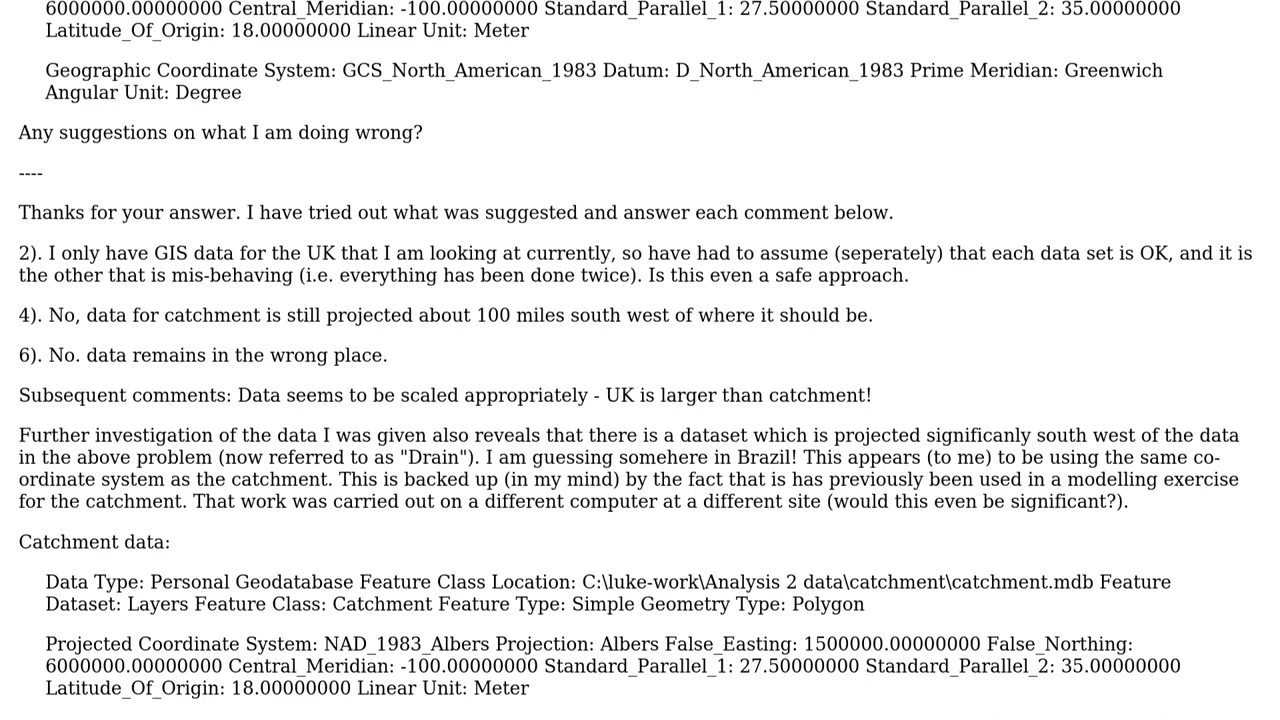 6000000.00000000 Central_Meridian: -100.00000000 Standard_Parallel_1: 27.50000000 Standard_Parallel_2: 35.00000000
Latitude_Of_Origin: 18.00000000 Linear Unit: Meter
Geographic Coordinate System: GCS_North_American_1983 Datum: D_North_American_1983 Prime Meridian: Greenwich
Angular Unit: Degree
Any suggestions on what I am doing wrong?
----
Thanks for your answer. I have tried out what was suggested and answer each comment below.
2). I only have GIS data for the UK that I am looking at currently, so have had to assume (seperately) that each data set is OK, and it is
the other that is mis-behaving (i.e. everything has been done twice). Is this even a safe approach.
4). No, data for catchment is still projected about 100 miles south west of where it should be.
6). No. data remains in the wrong place.
Subsequent comments: Data seems to be scaled appropriately - UK is larger than catchment!
Further investigation of the data I was given also reveals that there is a dataset which is projected significanly south west of the data
in the above problem (now referred to as "Drain"). I am guessing somehere in Brazil! This appears (to me) to be using the same co-
ordinate system as the catchment. This is backed up (in my mind) by the fact that is has previously been used in a modelling exercise
for the catchment. That work was carried out on a different computer at a different site (would this even be significant?).
Catchment data:
Data Type: Personal Geodatabase Feature Class Location: C:\luke-work\Analysis 2 data\catchment\catchment.mdb Feature
Dataset: Layers Feature Class: Catchment Feature Type: Simple Geometry Type: Polygon
Projected Coordinate System: NAD_1983_Albers Projection: Albers False_Easting: 1500000.00000000 False_Northing:
6000000.00000000 Central_Meridian: -100.00000000 Standard_Parallel_1: 27.50000000 Standard_Parallel_2: 35.00000000
Latitude_Of_Origin: 18.00000000 Linear Unit: Meter